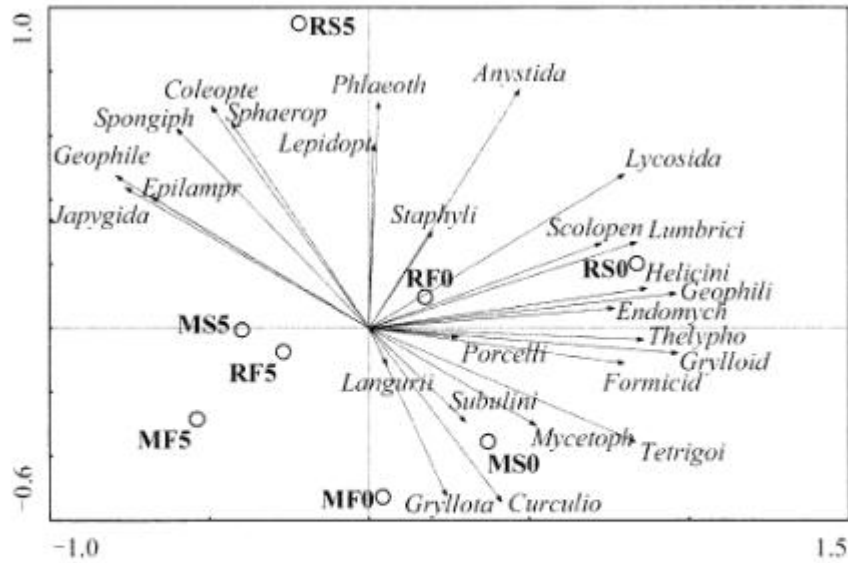 1.0
RS5
Coleopte
Phlaeoth
Anystida
Spongiph
Sphaerop
Lepidopt
Geophile
Lycosida
Epilampr
Japygida
Staphyli
Scolopen
Lumbrici
RF0
RS0
Helicini
Geophili
MS5
Endomych
Thelypho
Porcelli
Grylloid
RF5
Langurii
Formicid
Subulini
MF5
Mycetoph
Tetrigoi
MS0
MF0
Gryllota
Curculio
-0.6
-1.0
1.5